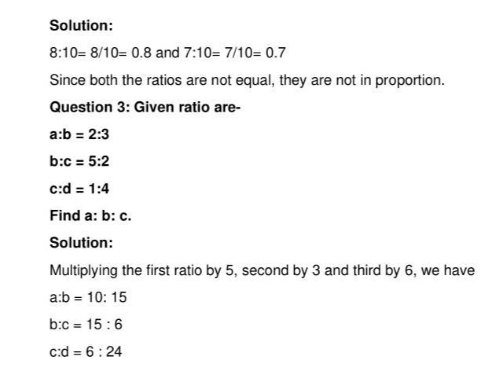 Solution:
8:10= 8/10= 0.8 and 7:10= 7/10= 0.7
Since both the ratios are not equal, they are not in proportion.
Question 3: Given ratio are-
a:b = 2:3
b:c = 5:2
c:d = 1:4
Find a: b: c.
Solution:
Multiplying the first ratio by 5, second by 3 and third by 6, we have
a:b = 10: 15
b:c = 15 : 6
c:d = 6 : 24